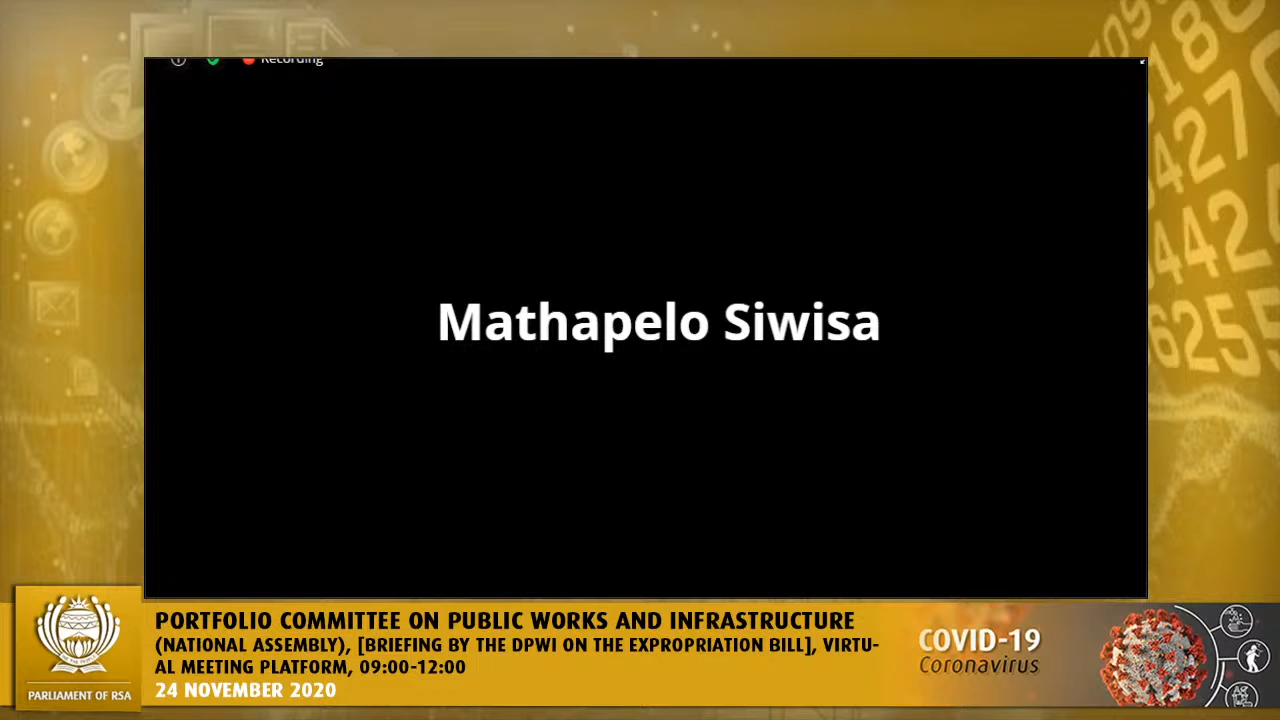 Recording
Mathapelo Siwisa
PORTFOLIO COMMITTEE ON PUBLIC WORKS AND INFRASTRUCTURE
(NATIONAL ASSEMBLY), [BRIEFING BY THE DPWI ON THE EXPROPRIATION BILL], VIRTU-
AL MEETING PLATFORM, 09:00-12:00
24 NOVEMBER 2020
PARLIAMENT OF RSA
COVID-19
Coronavirus